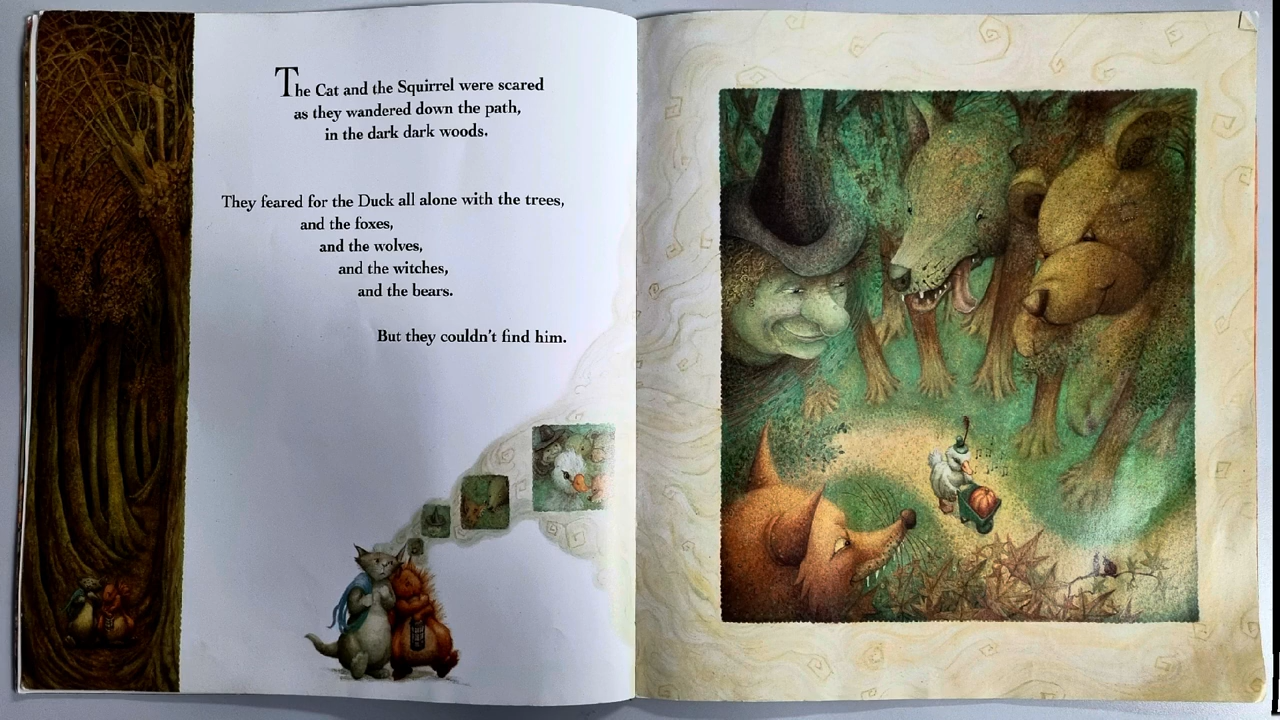 The Cat and the Squirrel were scared
as they wandered down the path,
in the dark dark woods.
They feared for the Duck all alone with the trees,
and the foxes,
and the wolves,
and the witches,
and the bears.
But they couldn't find him.